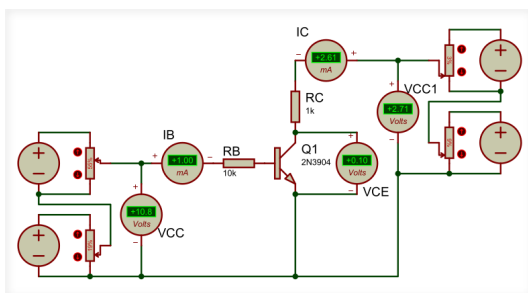 IC
+2.61
mA
RC
1k
VCC1
+2.71
Volts
IB
+1.00
mA
RB
10k
Q1
2N3904
+0.10
Volts
VCE
+10.8
Volts
VCC